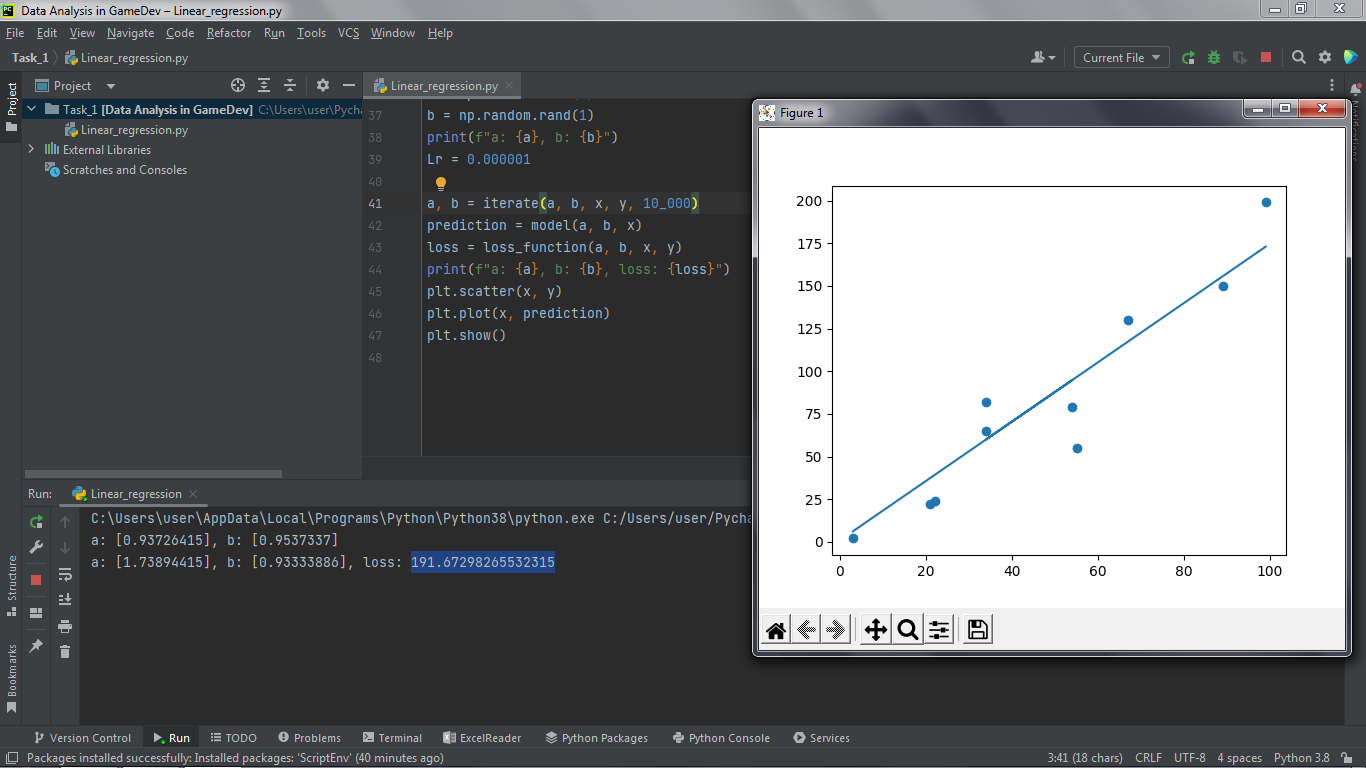 Data Analysis in GameDev – Linear_regression.py
File Edit View Navigate Code Refactor Run Tools VCS Window Help
Task_1 Linear_regression.py
Current File
Project
Linear_regression.py
Project
Task_1 [Data Analysis in GameDev] C:\Users\user\Pycha
Linear_regression.py
External Libraries
Scratches and Consoles
37 b = np.random.rand(1)
38 print(f"a: {a}, b: {b}")
39 Lr = 0.000001
40
41 a, b = iterate(a, b, x, y, 10_000)
42 prediction = model(a, b, x)
43 loss = loss_function(a, b, x, y)
44 print(f"a: {a}, b: {b}, loss: {loss}")
45 plt.scatter(x, y)
46 plt.plot(x, prediction)
47 plt.show()
48
Notifications
Figure 1
200
175
150
125
100
75
50
25
0
0 20 40 60 80 100
Run: Linear_regression
C:\Users\user\AppData\Local\Programs\Python\Python38\python.exe C:/Users/user/Pycha
a: [0.93726415], b: [0.9537337]
a: [1.73894415], b: [0.93333886], loss: 191.67298265532315
Structure
Bookmarks
Version Control Run TODO Problems Terminal ExcelReader Python Packages Python Console Services
Packages installed successfully: Installed packages: 'ScriptEnv' (40 minutes ago)
3:41 (18 chars) CRLF UTF-8 4 spaces Python 3.8